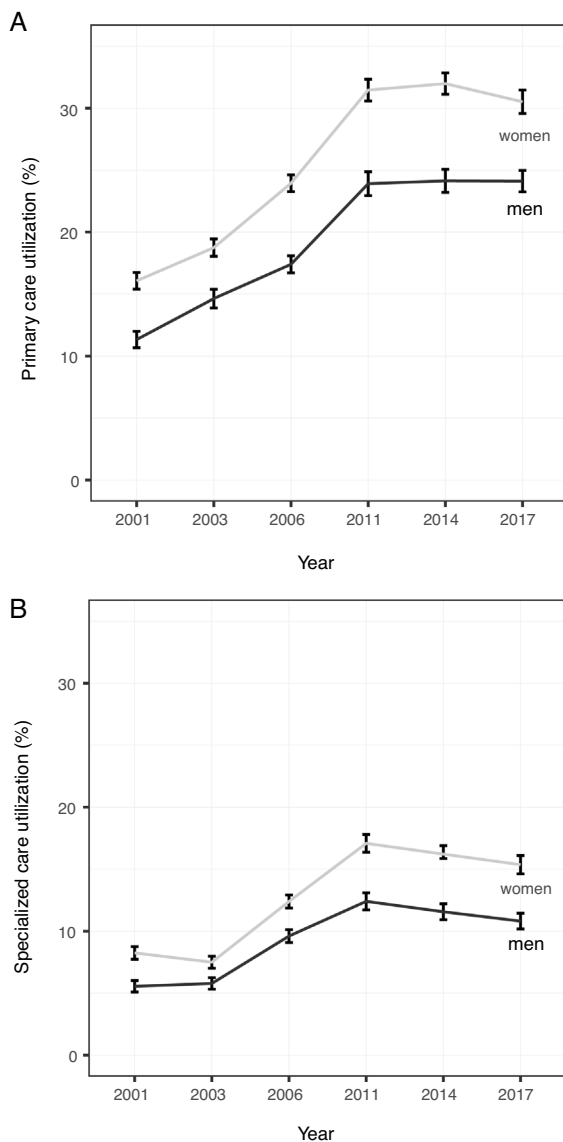 A
Primary care utilization (%)
30
20
10
0
women
men
2001 2003 2006 2011 2014 2017
Year
B
Specialized care utilization (%)
30
20
10
0
women
men
2001 2003 2006 2011 2014 2017
Year